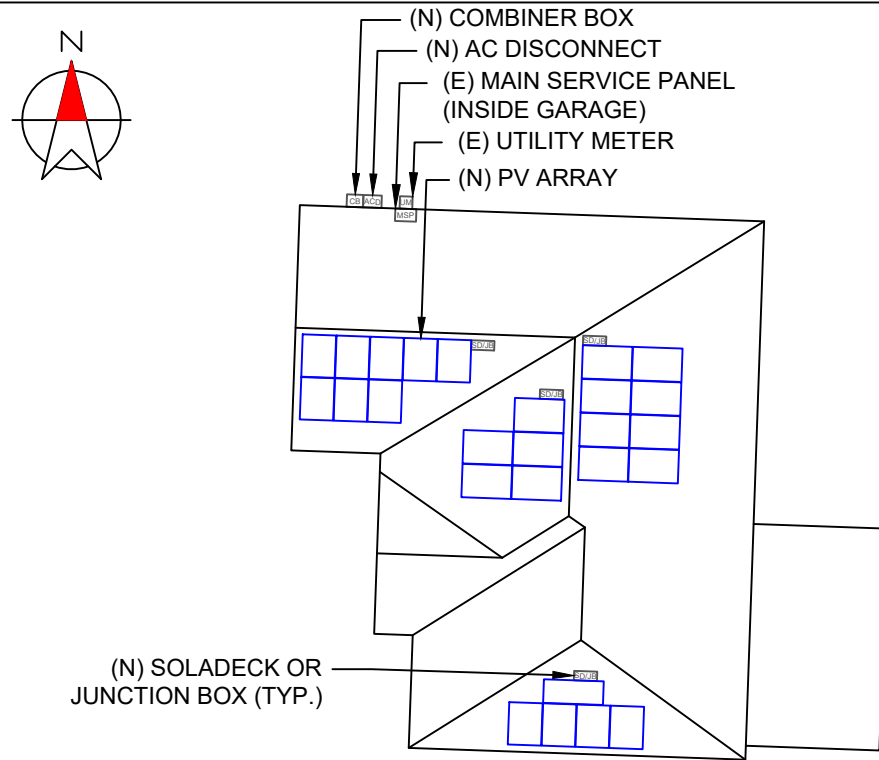 N
(N) COMBINER BOX
(N) AC DISCONNECT
(E) MAIN SERVICE PANEL
(INSIDE GARAGE)
(E) UTILITY METER
(N) PV ARRAY
CB ACD UM
MSP
SD/JB
SD/JB
SD/JB
(N) SOLADECK OR
JUNCTION BOX (TYP.)
SD/JB